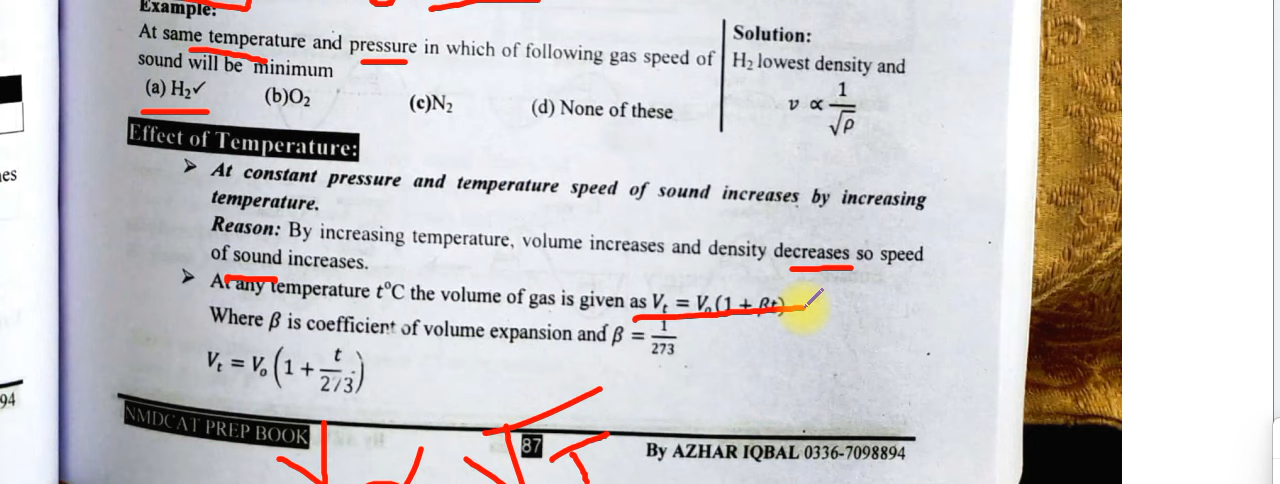 Example:
At same temperature and pressure in which of following gas speed of
sound will be minimum
(a) H₂✓ (b)O₂ (c)N₂ (d) None of these
Solution:
H₂ lowest density and
v ∝ 1/√ρ
Effect of Temperature:
➤ At constant pressure and temperature speed of sound increases by increasing
temperature.
Reason: By increasing temperature, volume increases and density decreases so speed
of sound increases.
➤ At any temperature t°C the volume of gas is given as Vₜ = Vₒ(1 + βt)
Where β is coefficient of volume expansion and β = 1/273
Vₜ = Vₒ (1 + t/273)
NMDCAT PREP BOOK
87
By AZHAR IQBAL 0336-7098894
es
94